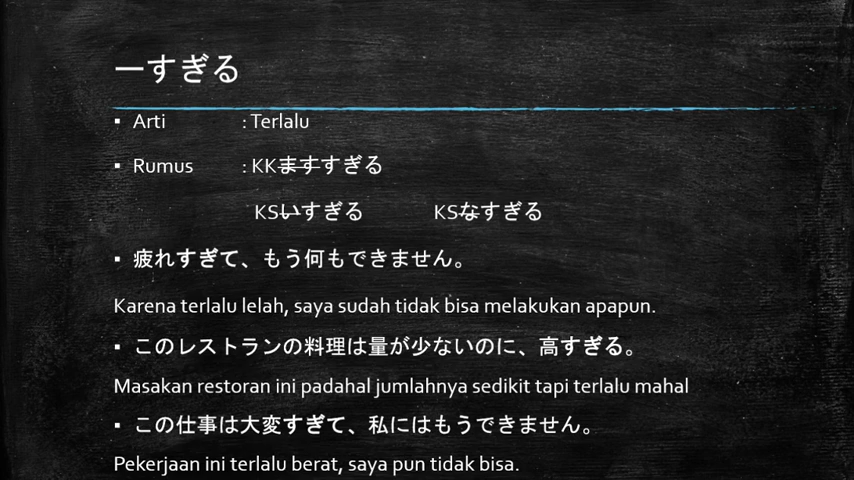 ーすぎる
▪ Arti : Terlalu
▪ Rumus : KKますすぎる
KSいすぎる KSなすぎる
▪ 疲れすぎて、もう何もできません。
Karena terlalu lelah, saya sudah tidak bisa melakukan apapun.
▪ このレストランの料理は量が少ないのに、高すぎる。
Masakan restoran ini padahal jumlahnya sedikit tapi terlalu mahal
▪ この仕事は大変すぎて、私にはもうできません。
Pekerjaan ini terlalu berat, saya pun tidak bisa.